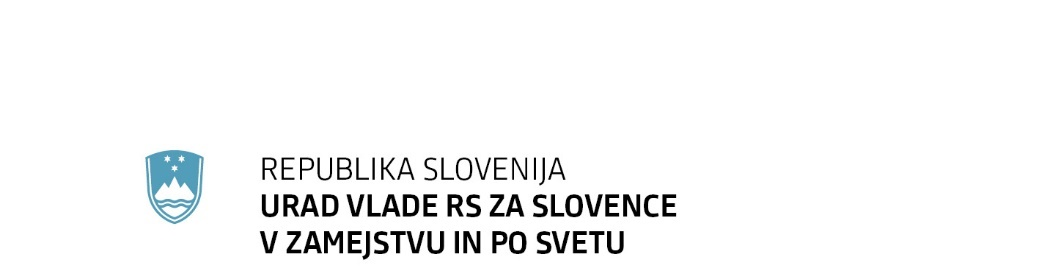 REPUBLIKA SLOVENIJA
URAD VLADE RS ZA SLOVENCE
V ZAMEJSTVU IN PO SVETU